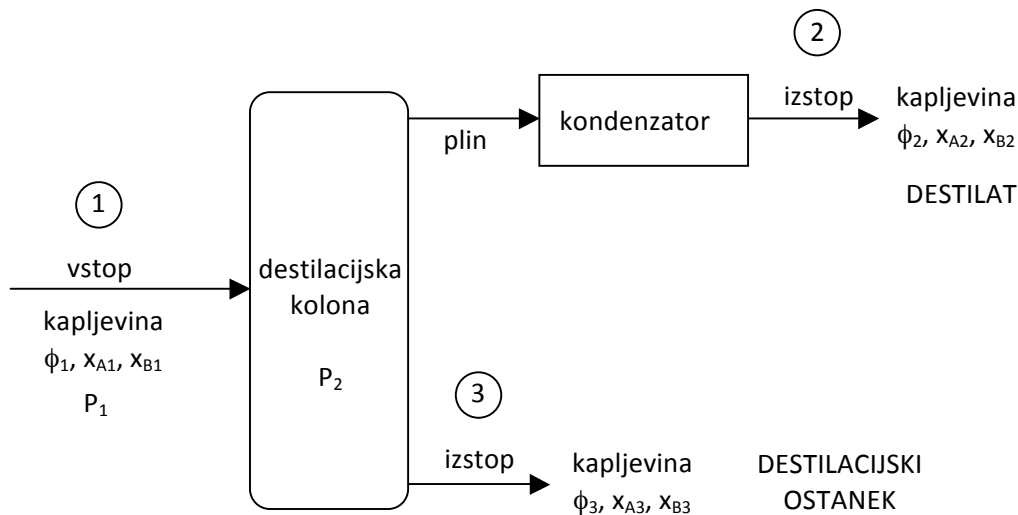 1
vstop
kapljevina
ϕ1, xA1, xB1
P1
destilacijska
kolona
P2
plin
kondenzator
2
izstop
kapljevina
ϕ2, xA2, xB2
DESTILAT
3
izstop
kapljevina
ϕ3, xA3, xB3
DESTILACIJSKI
OSTANEK